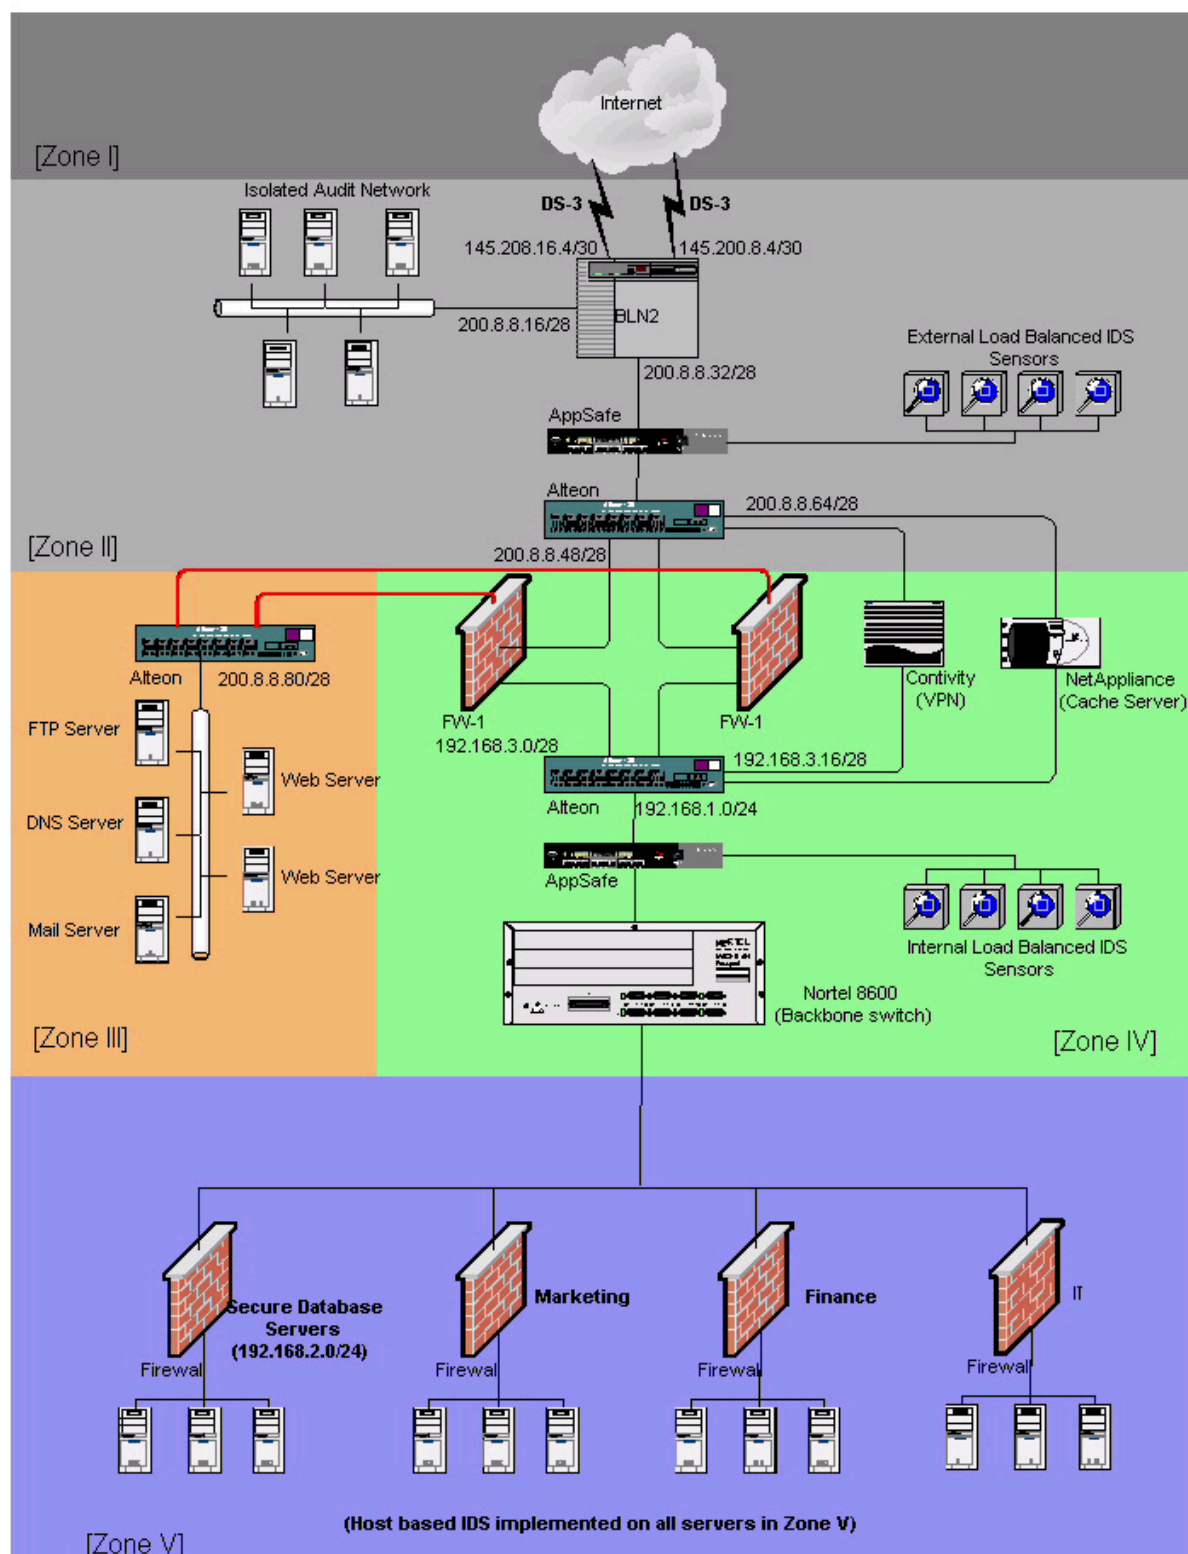 Internet
[Zone I]
Isolated Audit Network
DS-3
DS-3
145.208.16.4/30
145.200.8.4/30
BLN2
200.8.8.16/28
200.8.8.32/28
External Load Balanced IDS
Sensors
AppSafe
Alteon
200.8.8.64/28
[Zone II]
200.8.8.48/28
Alteon
200.8.8.80/28
Contivity
(VPN)
NetAppliance
(Cache Server)
FTP Server
FW-1
FW-1
192.168.3.0/28
192.168.3.16/28
Web Server
Alteon
192.168.1.0/24
DNS Server
AppSafe
Web Server
Mail Server
Internal Load Balanced IDS
Sensors
NORTEL
Nortel 8600
(Backbone switch)
[Zone III]
[Zone IV]
Secure Database
Servers
(192.168.2.0/24)
Marketing
Finance
IT
Firewal
Firewal
Firewal
Firewal
(Host based IDS implemented on all servers in Zone V)
[Zone V]